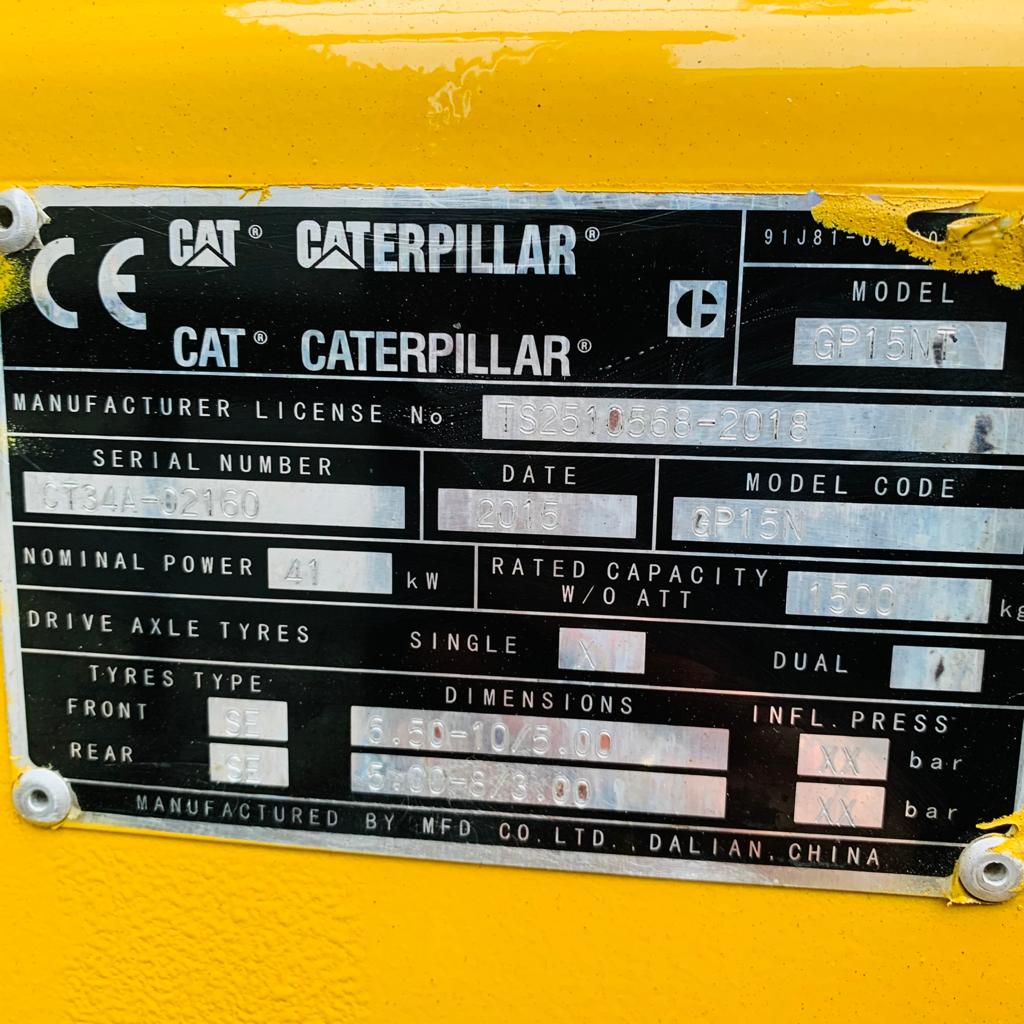 CE CAT® CATERPILLAR®
CAT® CATERPILLAR®
MODEL
GP15NT
MANUFACTURER LICENSE No. TS2510568-2018
SERIAL NUMBER DATE MODEL CODE
CT34A-02160 2015 GP15N
NOMINAL POWER 41 kW RATED CAPACITY W/O ATT 1500 kg
DRIVE AXLE TYRES SINGLE X DUAL
TYRES TYPE DIMENSIONS INFL. PRESS
FRONT SE 6.50-10/5.00 XX bar
REAR SE 5.00-8/3.00 XX bar
MANUFACTURED BY MFD CO.LTD., DALIAN, CHINA